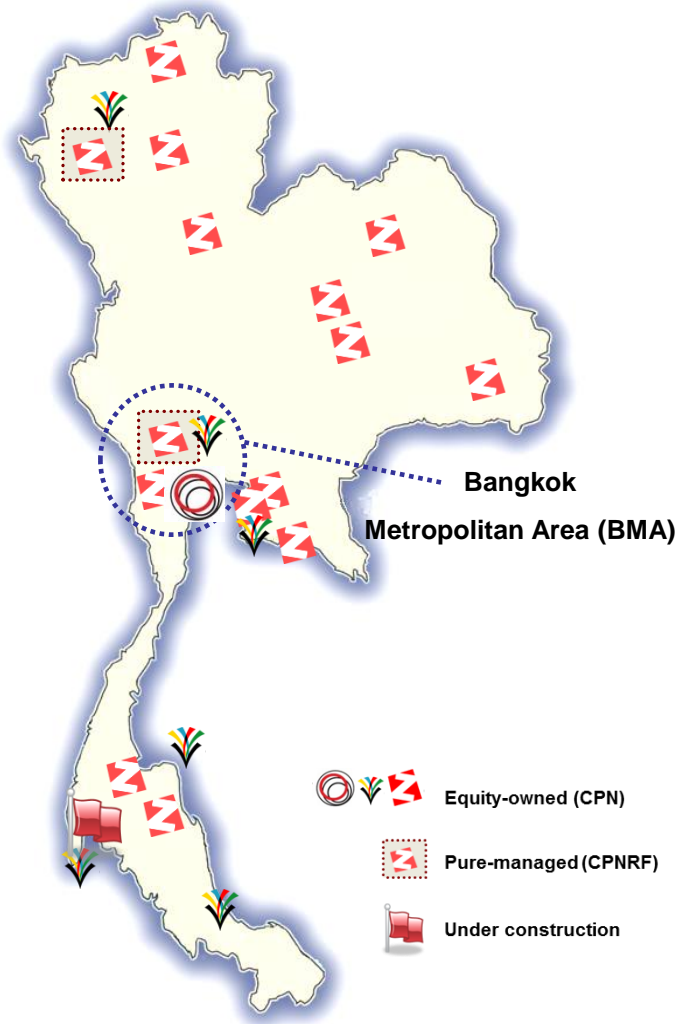 Bangkok
Metropolitan Area (BMA)
Equity-owned (CPN)
Pure-managed (CPNRF)
Under construction